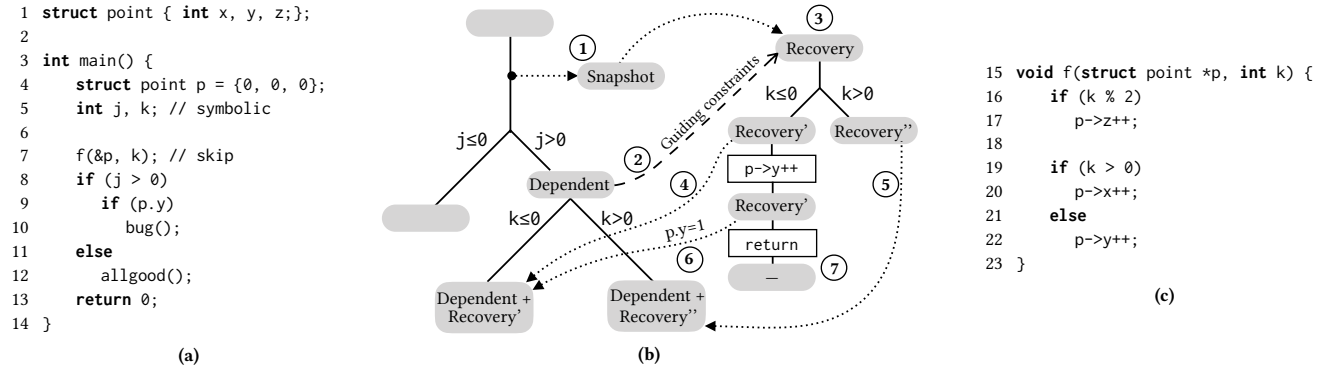 1 struct point { int x, y, z;};
2
3 int main() {
4 struct point p = {0, 0, 0};
5 int j, k; // symbolic
6
7 f(&p, k); // skip
8 if (j > 0)
9 if (p.y)
10 bug();
11 else
12 allgood();
13 return 0;
14 }
(a)
1
Snapshot
3
Recovery
Guiding constraints
k≤0
k>0
j≤0
j>0
2
Recovery'
Recovery''
Dependent
p->y++
4
5
k≤0
k>0
Recovery'
p.y=1
return
6
7
–
Dependent +
Recovery'
Dependent +
Recovery''
(b)
15 void f(struct point *p, int k) {
16 if (k % 2)
17 p->z++;
18
19 if (k > 0)
20 p->x++;
21 else
22 p->y++;
23 }
(c)